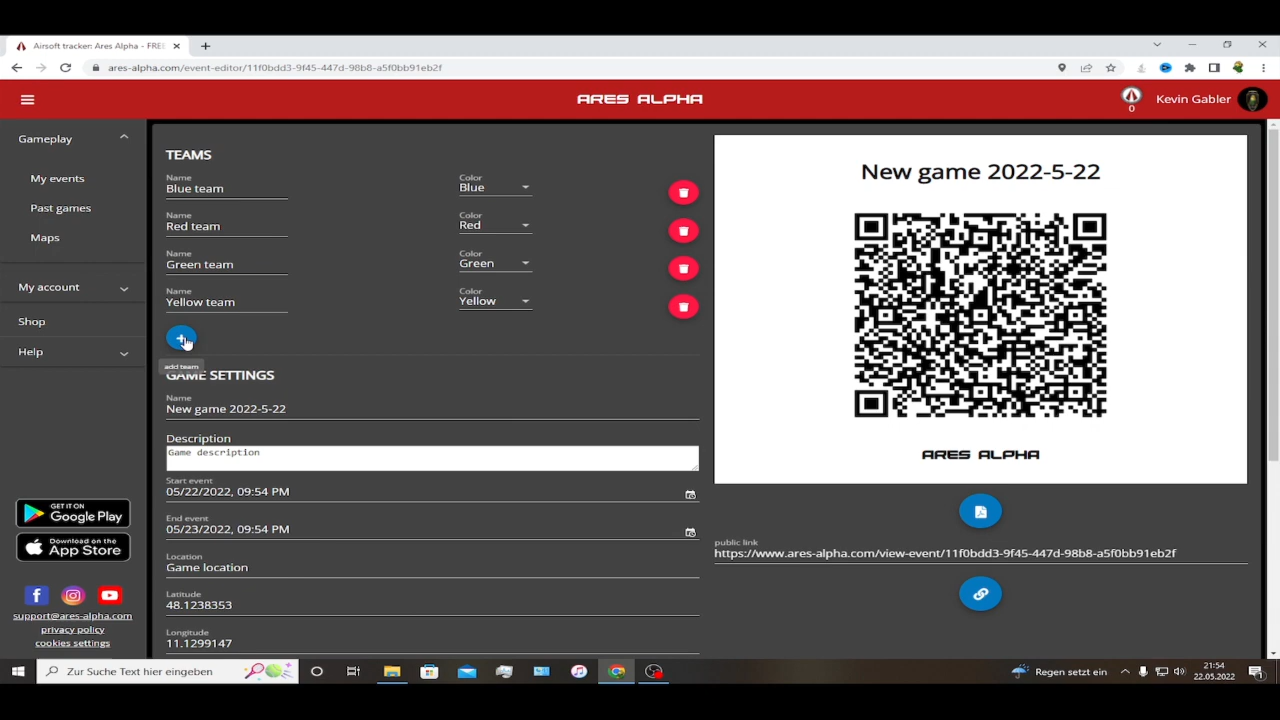 Airsoft tracker: Ares Alpha - FREE
ares-alpha.com/event-editor/11f0bdd3-9f45-447d-98b8-a5f0bb91eb2f
ARES ALPHA
0
Kevin Gabler
Gameplay
My events
Past games
Maps
My account
Shop
Help
GET IT ON
Google Play
Download on the
App Store
support@ares-alpha.com
privacy policy
cookies settings
TEAMS
Name
Color
Blue team
Blue
Name
Color
Red team
Red
Name
Color
Green team
Green
Name
Color
Yellow team
Yellow
add team
GAME SETTINGS
Name
New game 2022-5-22
Description
Game description
Start event
05/22/2022, 09:54 PM
End event
05/23/2022, 09:54 PM
Location
Game location
Latitude
48.1238353
Longitude
11.1299147
New game 2022-5-22
ARES ALPHA
public link
https://www.ares-alpha.com/view-event/11f0bdd3-9f45-447d-98b8-a5f0bb91eb2f
Zur Suche Text hier eingeben
Regen setzt ein
21:54
22.05.2022
1